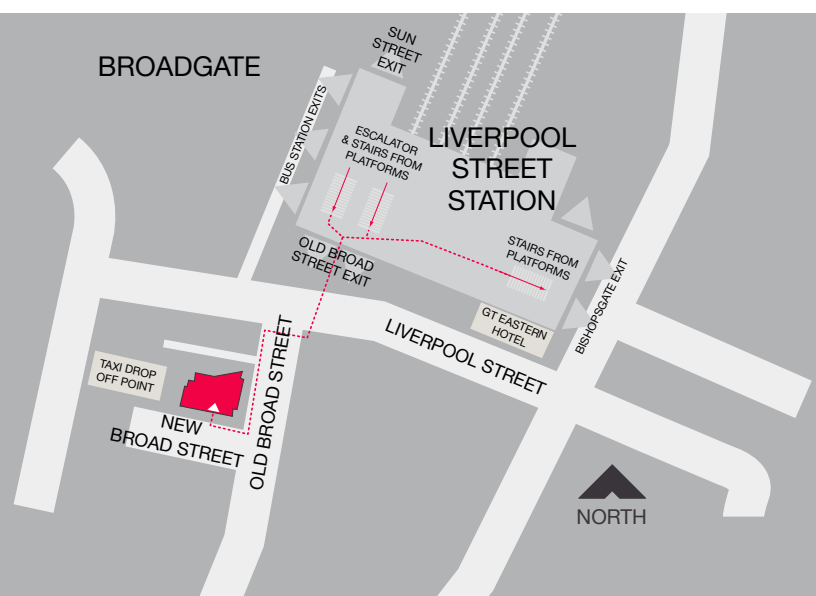 BROADGATE
SUN
STREET
EXIT
BUS STATION EXITS
ESCALATOR
& STAIRS FROM
PLATFORMS
LIVERPOOL
STREET
STATION
OLD BROAD
STREET EXIT
STAIRS FROM
PLATFORMS
BISHOPSGATE EXIT
GT EASTERN
HOTEL
LIVERPOOL STREET
TAXI DROP
OFF POINT
OLD BROAD STREET
NEW
BROAD STREET
NORTH